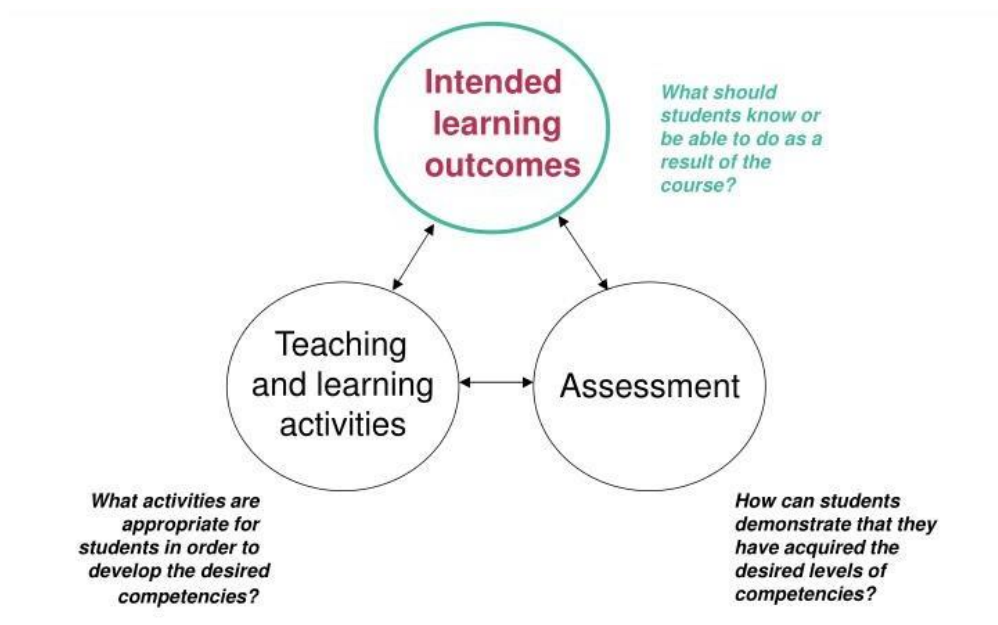 Intended
learning
outcomes
What should
students know or
be able to do as a
result of the
course?
Teaching
and learning
activities
Assessment
What activities are
appropriate for
students in order to
develop the desired
competencies?
How can students
demonstrate that they
have acquired the
desired levels of
competencies?